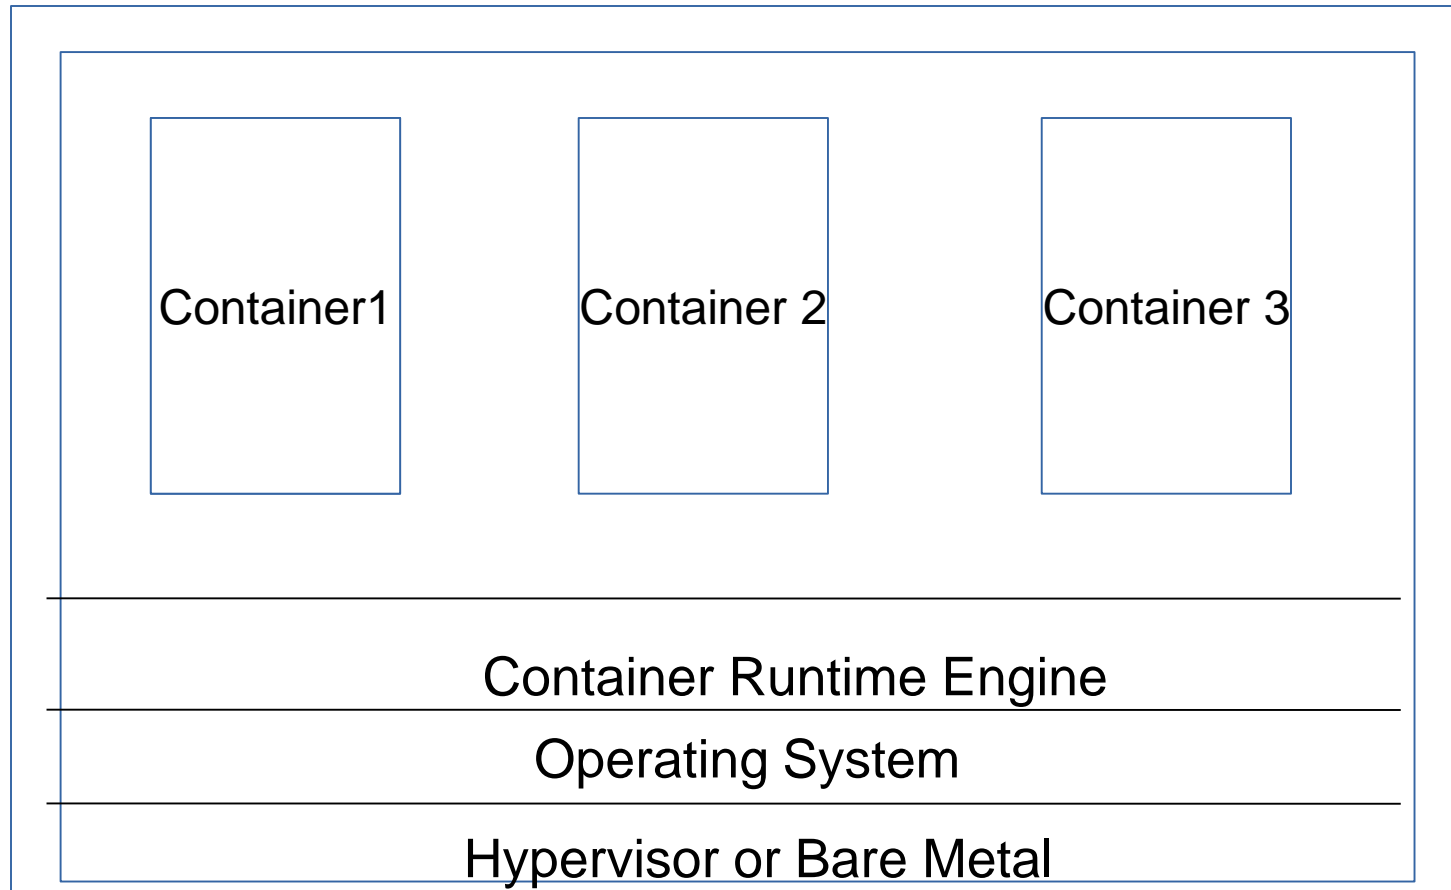 Container1
Container 2
Container 3
Container Runtime Engine
Operating System
Hypervisor or Bare Metal